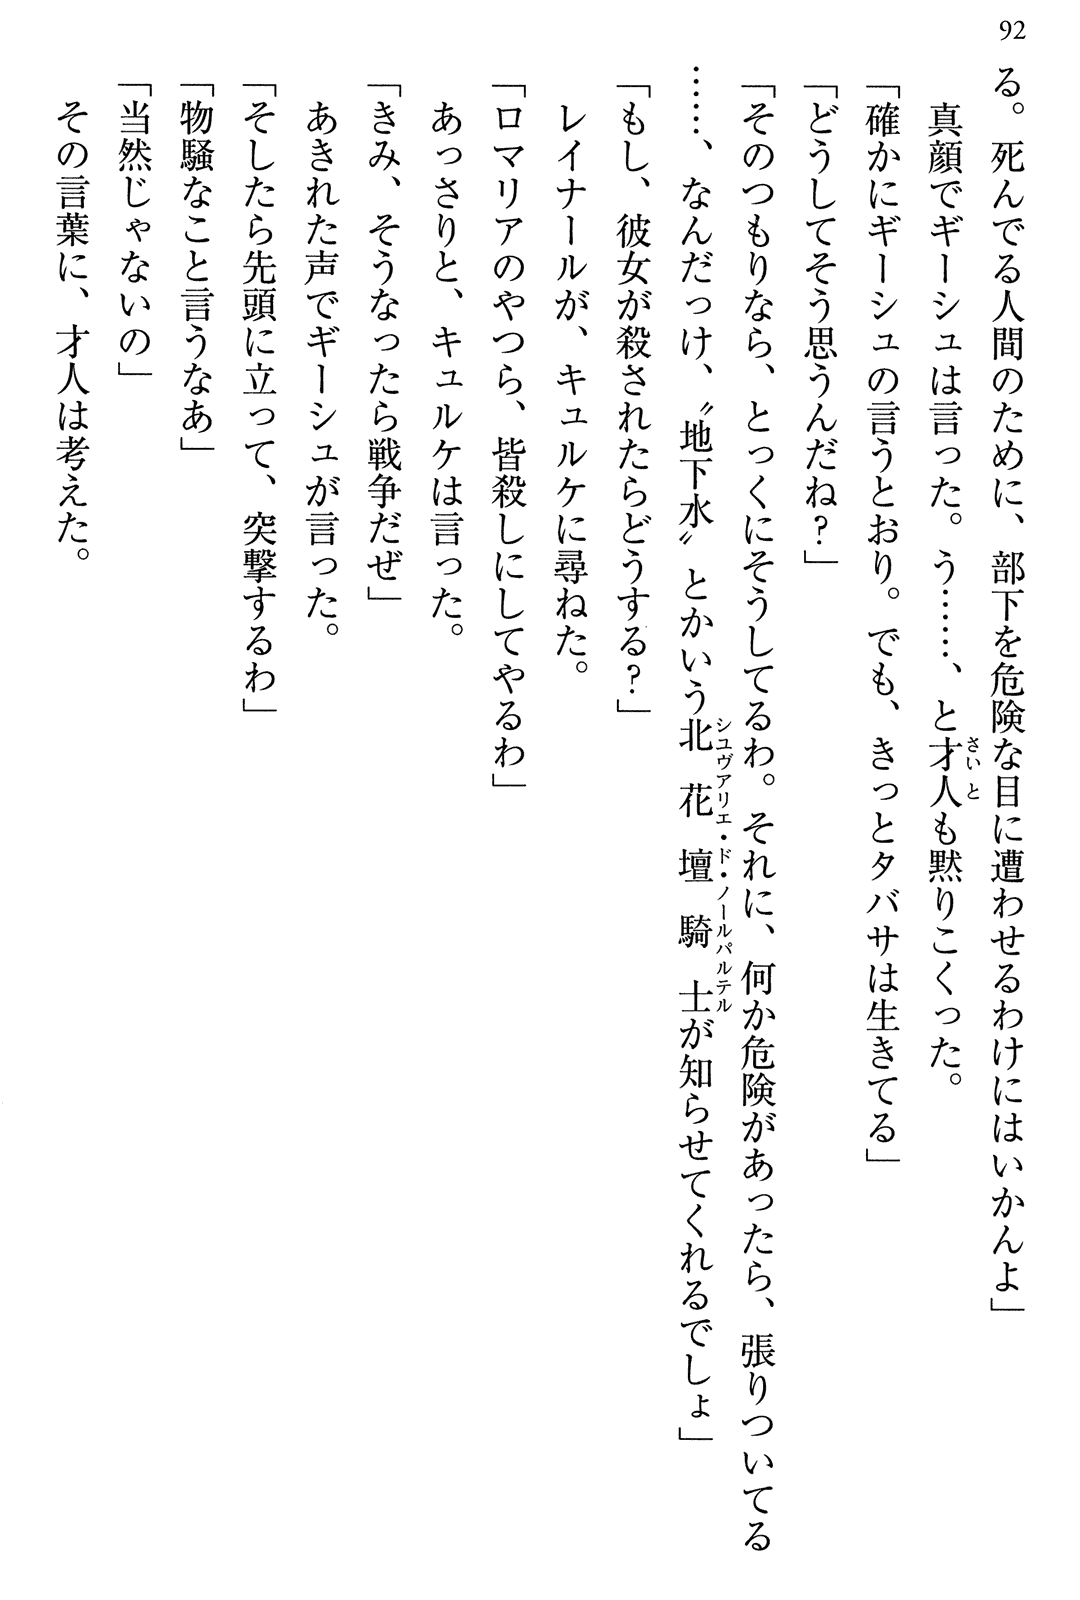 92
る。死んでる人間のために、部下を危険な目に遭わせるわけにはいかんよ」
　真顔でギーシュは言った。う……、と才人も黙りこくった。
さいと
「確かにギーシュの言うとおり。でも、きっとタバサは生きてる」
「どうしてそう思うんだね？」
「そのつもりなら、とっくにそうしてるわ。それに、何か危険があったら、張りついてる
……、なんだっけ、〝地下水〟とかいう北花壇騎士が知らせてくれるでしょ」
シュヴァリエ・ド・ノールパルテル
「もし、彼女が殺されたらどうする？」
　レイナールが、キュルケに尋ねた。
「ロマリアのやつら、皆殺しにしてやるわ」
　あっさりと、キュルケは言った。
「きみ、そうなったら戦争だぜ」
　あきれた声でギーシュが言った。
「そしたら先頭に立って、突撃するわ」
「物騒なこと言うなあ」
「当然じゃないの」
　その言葉に、才人は考えた。